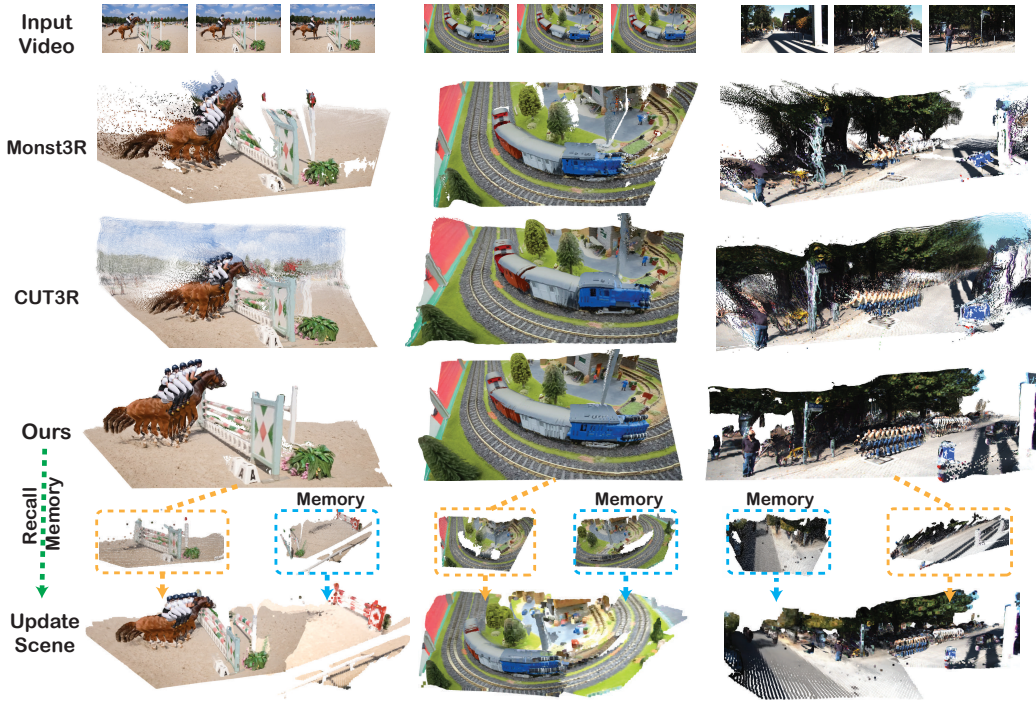 Input
Video
Monst3R
CUT3R
Ours
Recall
Memory
Memory
Memory
Memory
Update
Scene
A
A
A